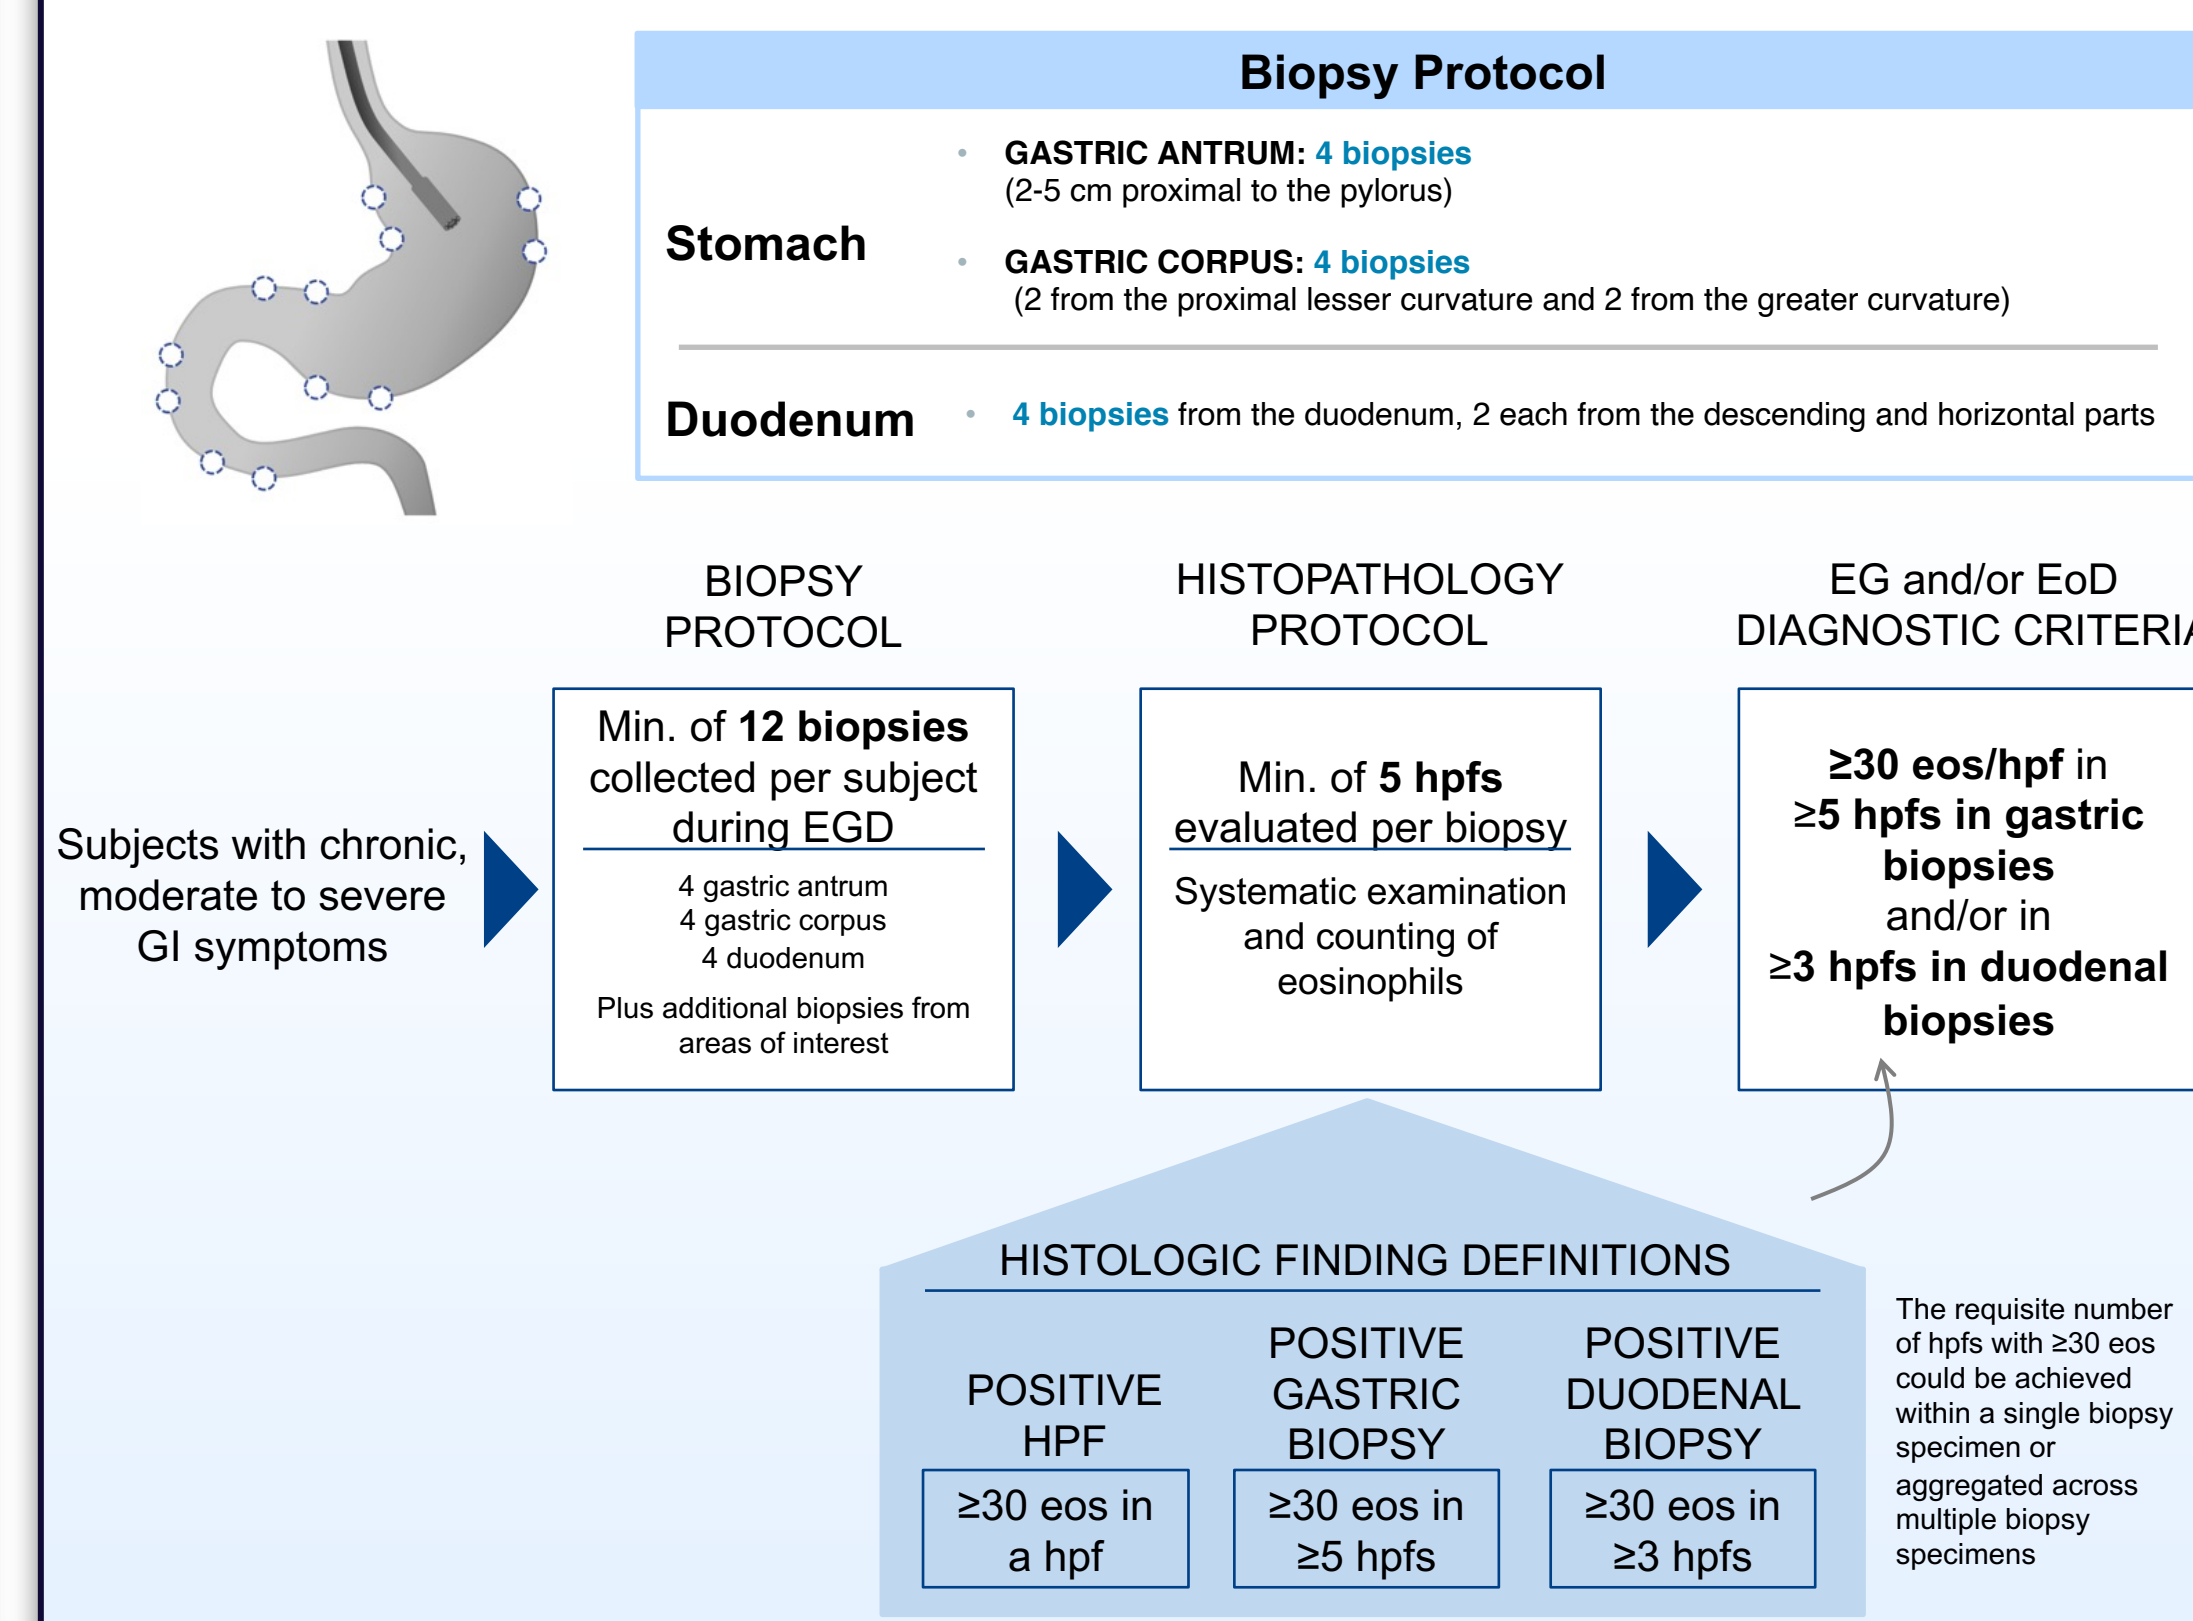 Biopsy Protocol
Stomach
• GASTRIC ANTRUM: 4 biopsies
(2-5 cm proximal to the pylorus)
• GASTRIC CORPUS: 4 biopsies
(2 from the proximal lesser curvature and 2 from the greater curvature)
Duodenum
• 4 biopsies from the duodenum, 2 each from the descending and horizontal parts
Subjects with chronic,
moderate to severe
GI symptoms
BIOPSY
PROTOCOL
Min. of 12 biopsies
collected per subject
during EGD
4 gastric antrum
4 gastric corpus
4 duodenum
Plus additional biopsies from
areas of interest
HISTOPATHOLOGY
PROTOCOL
Min. of 5 hpfs
evaluated per biopsy
Systematic examination
and counting of
eosinophils
EG and/or EoD
DIAGNOSTIC CRITERIA
≥30 eos/hpf in
≥5 hpfs in gastric
biopsies
and/or in
≥3 hpfs in duodenal
biopsies
HISTOLOGIC FINDING DEFINITIONS
POSITIVE
HPF
≥30 eos in
a hpf
POSITIVE
GASTRIC
BIOPSY
≥30 eos in
≥5 hpfs
POSITIVE
DUODENAL
BIOPSY
≥30 eos in
≥3 hpfs
The requisite number
of hpfs with ≥30 eos
could be achieved
within a single biopsy
specimen or
aggregated across
multiple biopsy
specimens